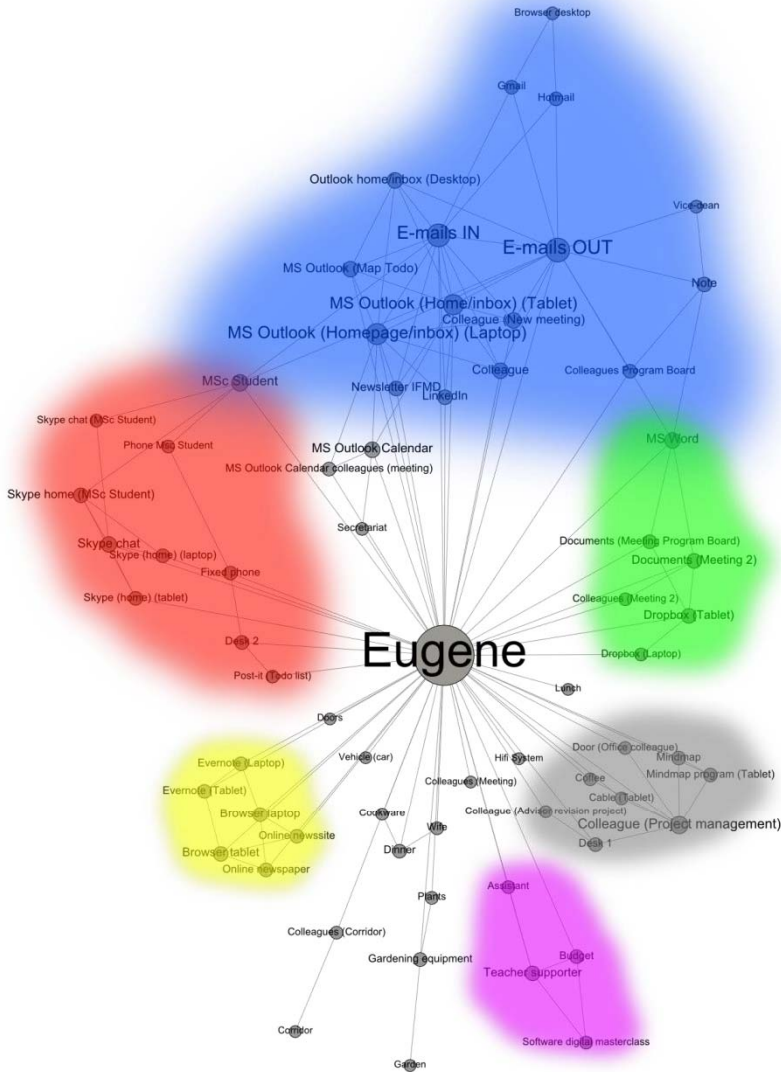 Browser desktop
Gmail
Hotmail
Outlook home/inbox (Desktop)
Vice-dean
E-mails IN
E-mails OUT
MS Outlook (Map Todo)
Note
MS Outlook (Home/inbox) (Tablet)
Colleague (New meeting)
MS Outlook (Homepage/inbox) (Laptop)
Colleague
Colleagues Program Board
MSc Student
Newsletter IFMD
LinkedIn
Skype chat (MSc Student)
Phone Msc Student
MS Outlook Calendar
MS Word
MS Outlook Calendar colleagues (meeting)
Skype home (MSc Student)
Secretariat
Skype chat
Skype (home) (laptop)
Documents (Meeting Program Board)
Documents (Meeting 2)
Fixed phone
Skype (home) (tablet)
Colleagues (Meeting 2)
Dropbox (Tablet)
Desk 2
Eugene
Dropbox (Laptop)
Post-it (Todo list)
Lunch
Doors
Vehicle (car)
Hifi System
Door (Office colleague)
Mindmap
Evernote (Laptop)
Colleagues (Meeting)
Coffee
Mindmap program (Tablet)
Evernote (Tablet)
Cable (Tablet)
Browser laptop
Cookware
Colleague (Advisor revision project)
Wife
Colleague (Project management)
Online newssite
Desk 1
Browser tablet
Dinner
Online newspaper
Assistant
Plants
Colleagues (Corridor)
Gardening equipment
Budget
Teacher supporter
Corridor
Software digital masterclass
Garden